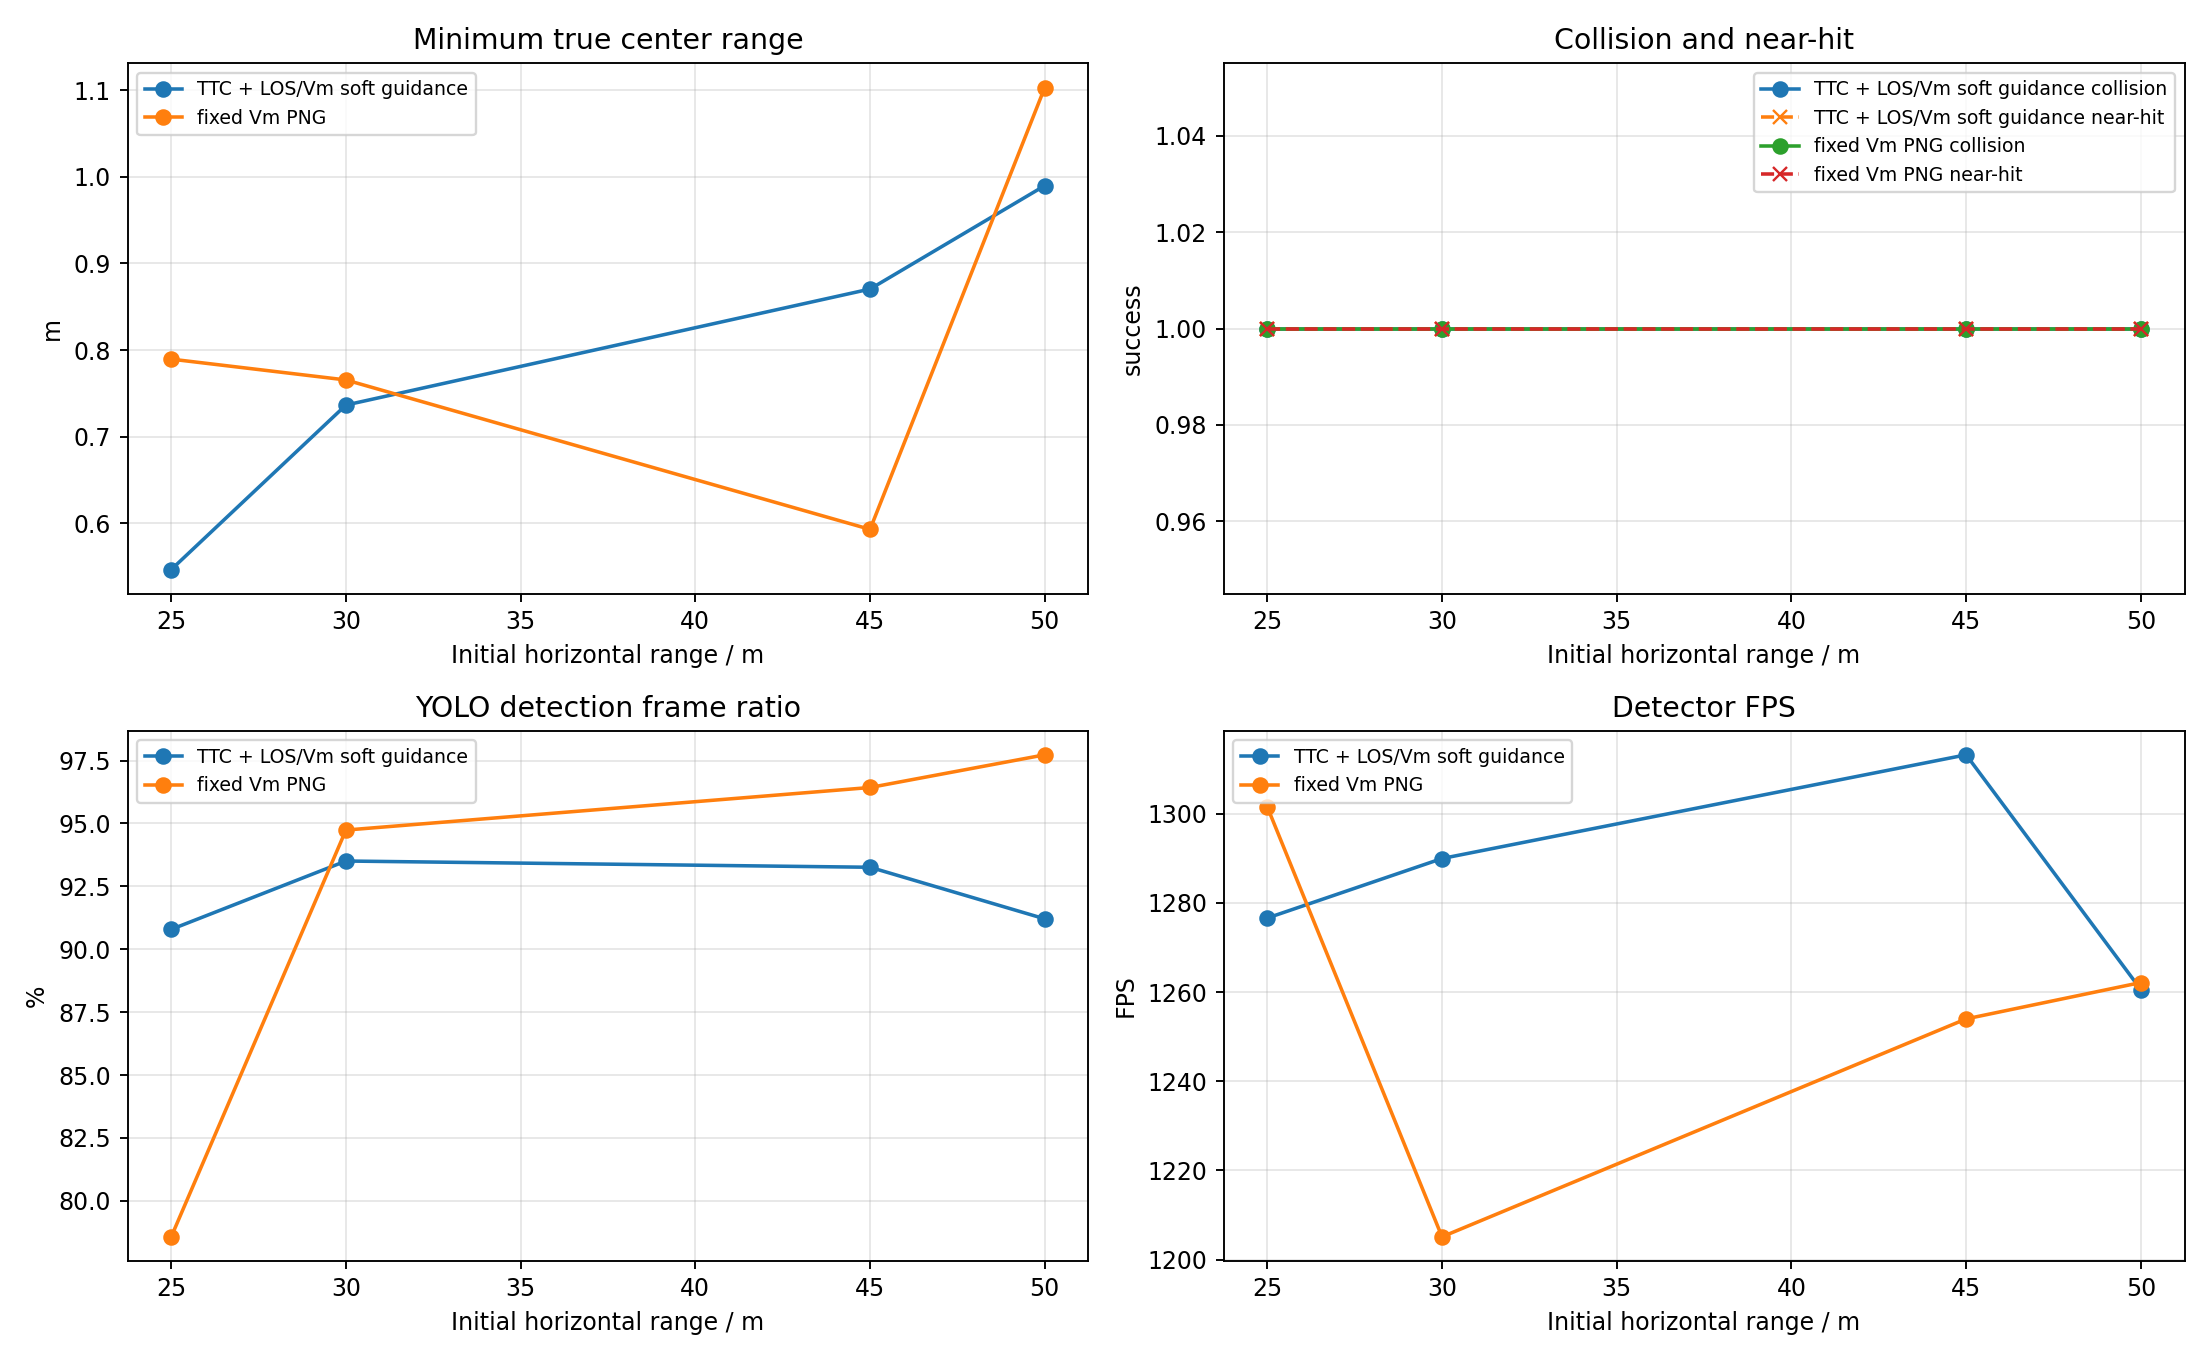 Minimum true center range
TTC + LOS/Vm soft guidance
fixed Vm PNG
1.1
1.0
0.9
0.8
0.7
0.6
m
25 30 35 40 45 50
Initial horizontal range / m
Collision and near-hit
TTC + LOS/Vm soft guidance collision
TTC + LOS/Vm soft guidance near-hit
fixed Vm PNG collision
fixed Vm PNG near-hit
1.04
1.02
1.00
0.98
0.96
success
25 30 35 40 45 50
Initial horizontal range / m
YOLO detection frame ratio
TTC + LOS/Vm soft guidance
fixed Vm PNG
97.5
95.0
92.5
90.0
87.5
85.0
82.5
80.0
%
25 30 35 40 45 50
Initial horizontal range / m
Detector FPS
TTC + LOS/Vm soft guidance
fixed Vm PNG
1300
1280
1260
1240
1220
1200
FPS
25 30 35 40 45 50
Initial horizontal range / m